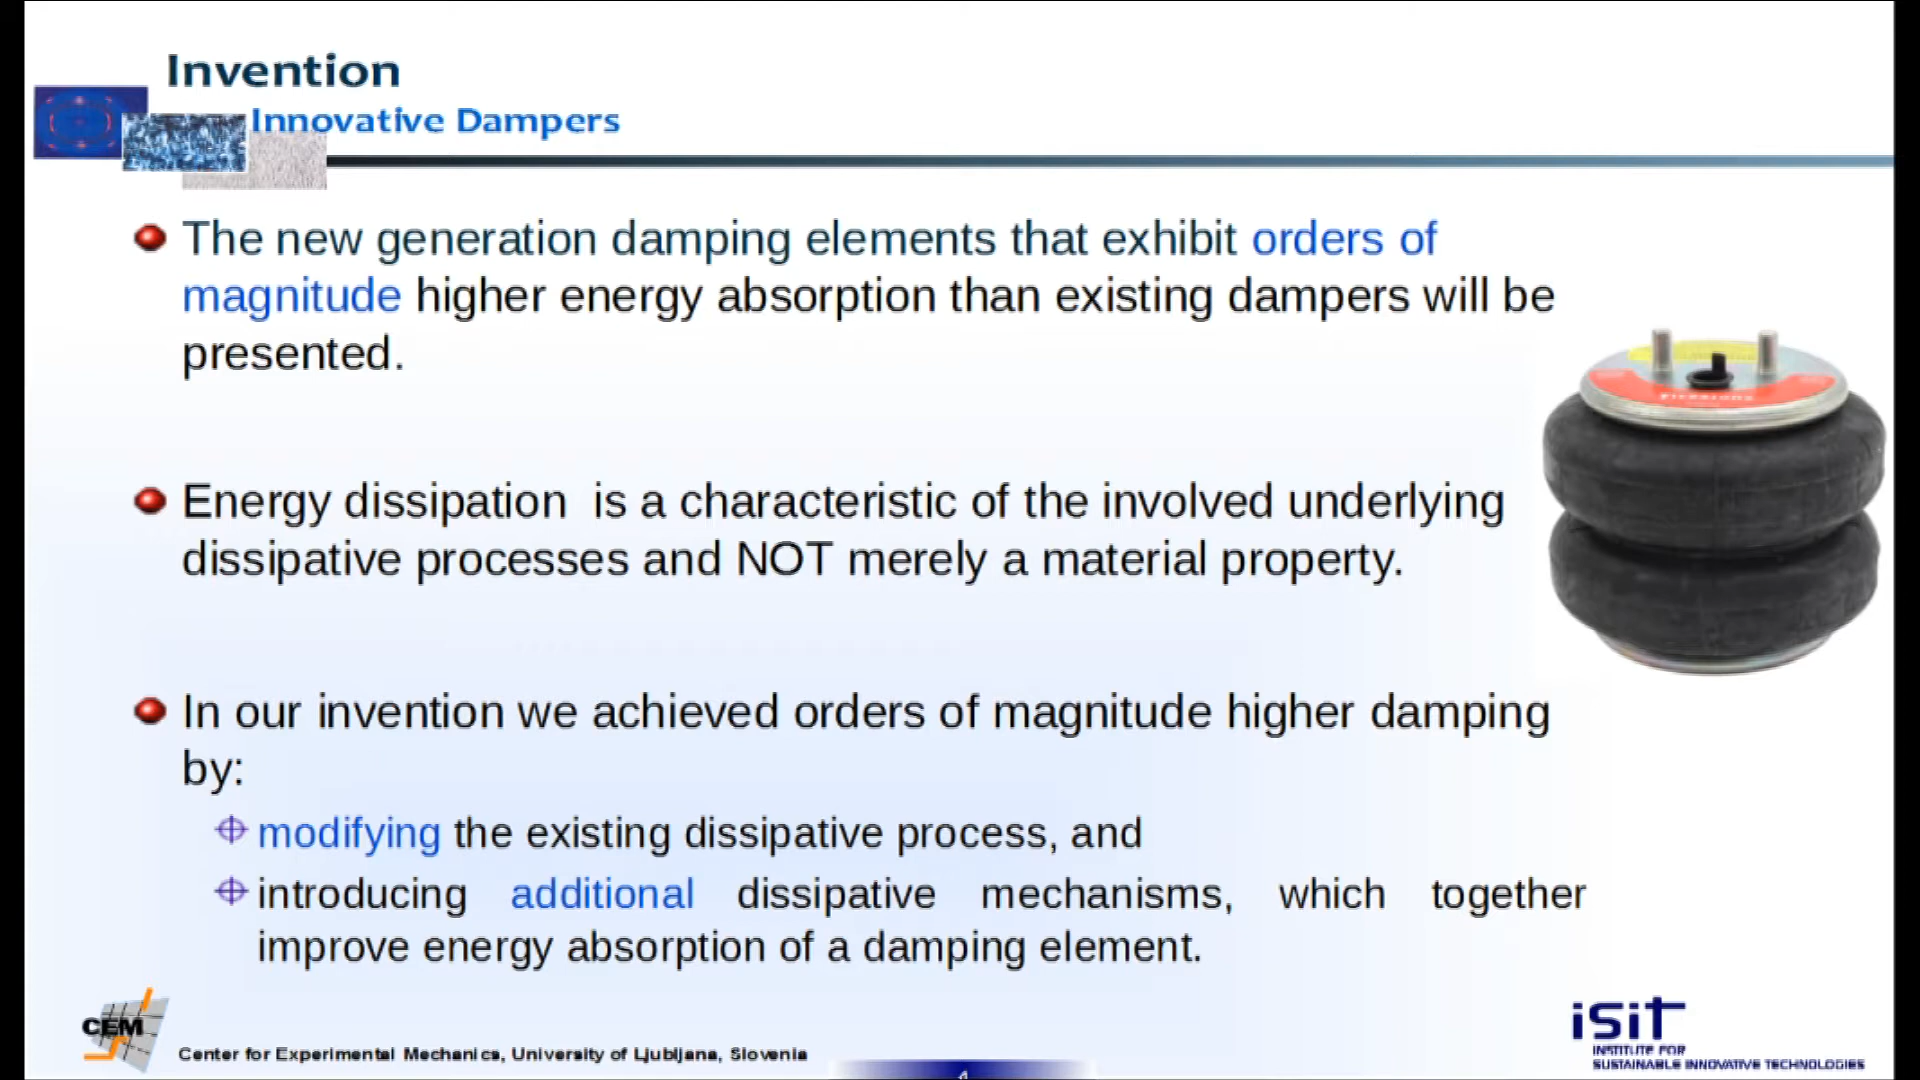 Invention
Innovative Dampers
The new generation damping elements that exhibit orders of
magnitude higher energy absorption than existing dampers will be
presented.
Energy dissipation is a characteristic of the involved underlying
dissipative processes and NOT merely a material property.
In our invention we achieved orders of magnitude higher damping
by:
modifying the existing dissipative process, and
introducing additional dissipative mechanisms, which together
improve energy absorption of a damping element.
CEM
Center for Experimental Mechanics, University of Ljubljana, Slovenia
isit
INSTITUTE FOR
SUSTAINABLE INNOVATIVE TECHNOLOGIES